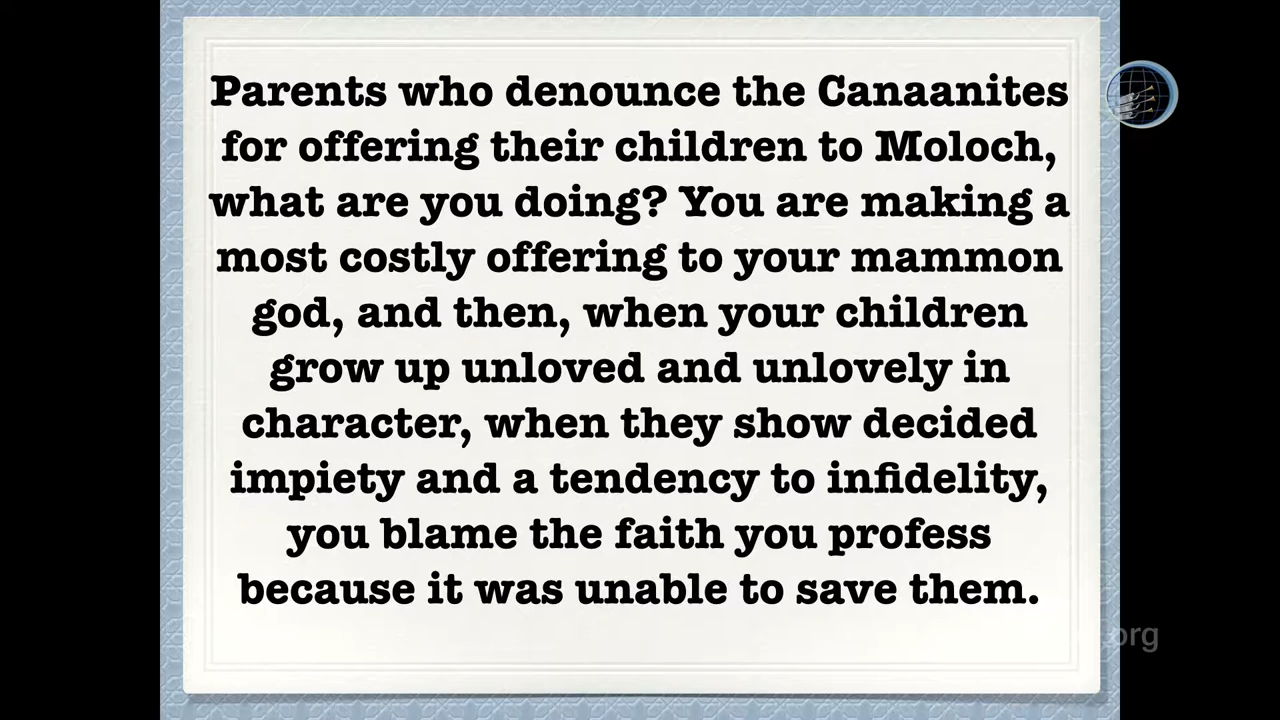 Parents who denounce the Canaanites
for offering their children to Moloch,
what are you doing? You are making a
most costly offering to your mammon
god, and then, when your children
grow up unloved and unlovely in
character, when they show decided
impiety and a tendency to infidelity,
you blame the faith you profess
because it was unable to save them.
.org